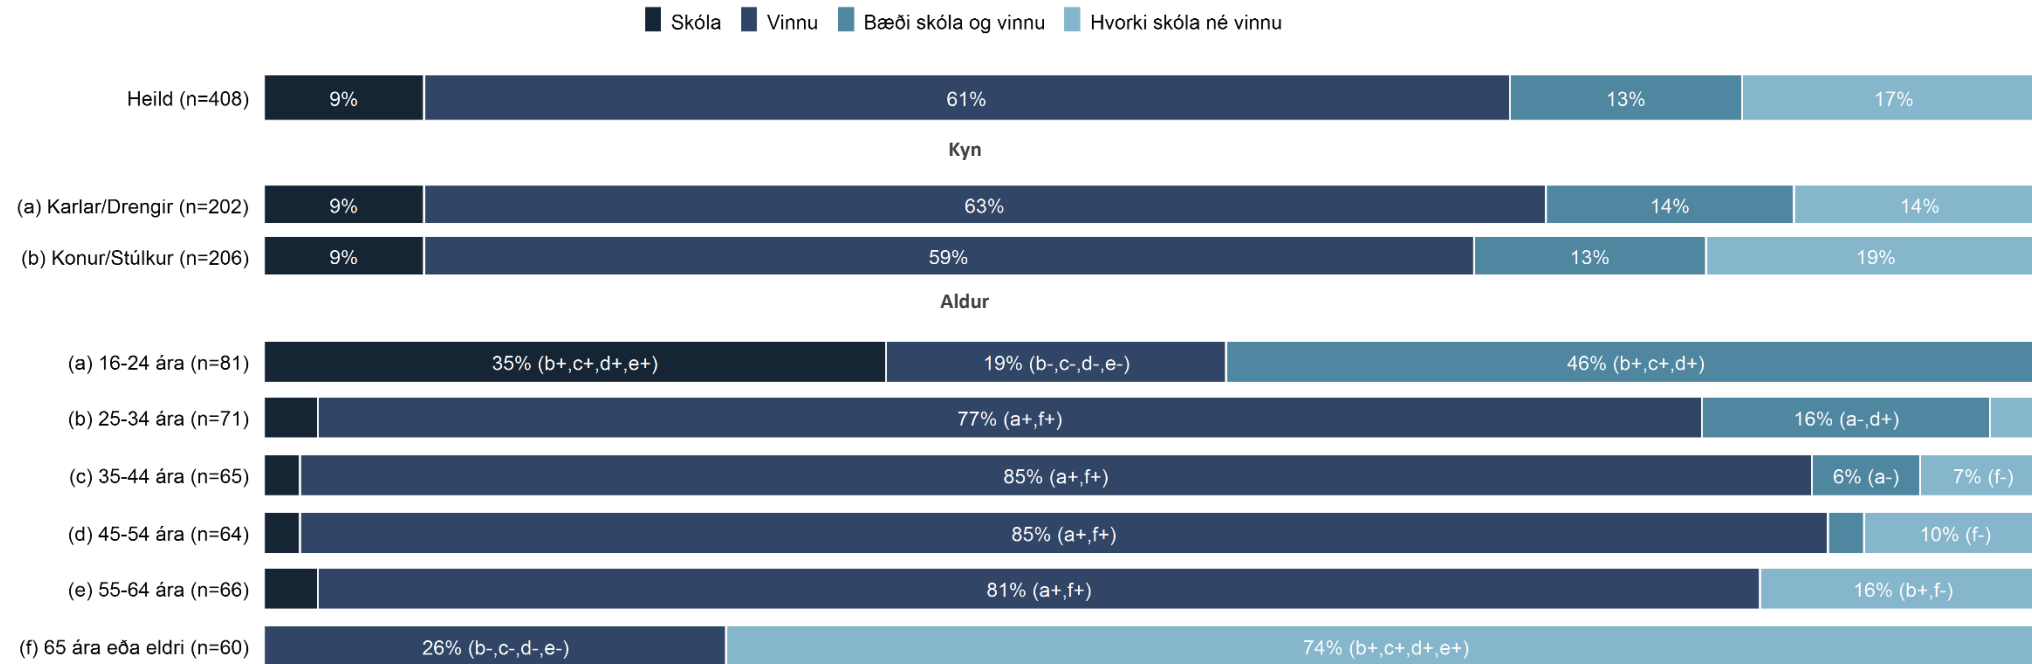 Skóla Vinnu Bæði skóla og vinnu Hvorki skóla né vinnu
Heild (n=408) 9% 61% 13% 17%
Kyn
(a) Karlar/Drengir (n=202) 9% 63% 14% 14%
(b) Konur/Stúlkur (n=206) 9% 59% 13% 19%
Aldur
(a) 16-24 ára (n=81) 35% (b+,c+,d+,e+) 19% (b-,c-,d-,e-) 46% (b+,c+,d+)
(b) 25-34 ára (n=71) 77% (a+,f+) 16% (a-,d+)
(c) 35-44 ára (n=65) 85% (a+,f+) 6% (a-) 7% (f-)
(d) 45-54 ára (n=64) 85% (a+,f+) 10% (f-)
(e) 55-64 ára (n=66) 81% (a+,f+) 16% (b+,f-)
(f) 65 ára eða eldri (n=60) 26% (b-,c-,d-,e-) 74% (b+,c+,d+,e+)